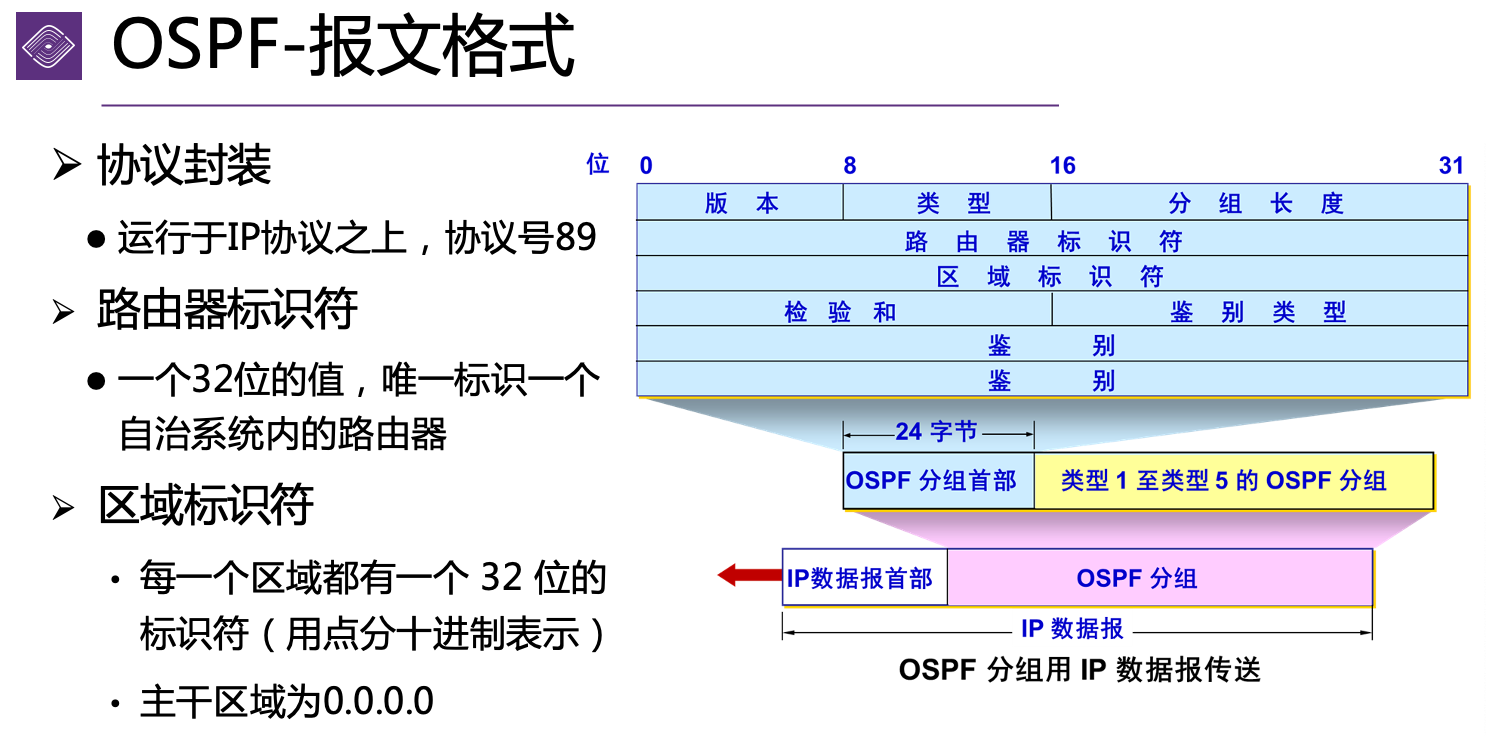 OSPF-报文格式
➢ 协议封装
● 运行于IP协议之上，协议号89
➢ 路由器标识符
● 一个32位的值，唯一标识一个
自治系统内的路由器
➢ 区域标识符
• 每一个区域都有一个 32 位的
标识符（用点分十进制表示）
• 主干区域为0.0.0.0
位 0 8 16 31
版 本 类 型 分 组 长 度
路 由 器 标 识 符
区 域 标 识 符
检 验 和 鉴 别 类 型
鉴 别
鉴 别
24 字节
OSPF 分组首部 类型 1 至类型 5 的 OSPF 分组
IP数据报首部 OSPF 分组
IP 数据报
OSPF 分组用 IP 数据报传送